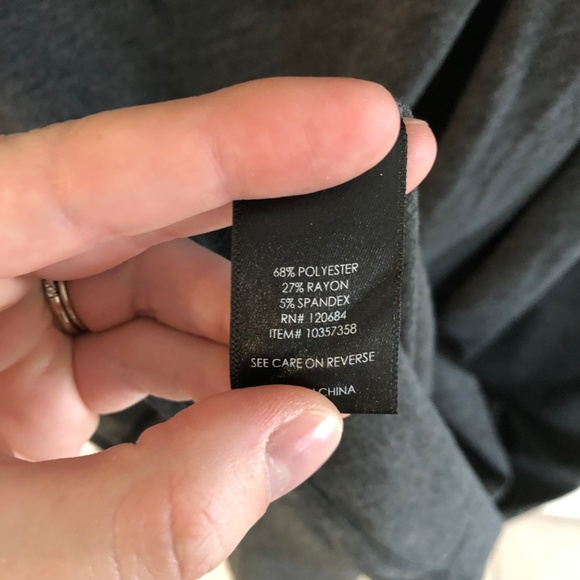 68% POLYESTER
27% RAYON
5% SPANDEX
RN# 120684
ITEM# 10357358
SEE CARE ON REVERSE
CHINA